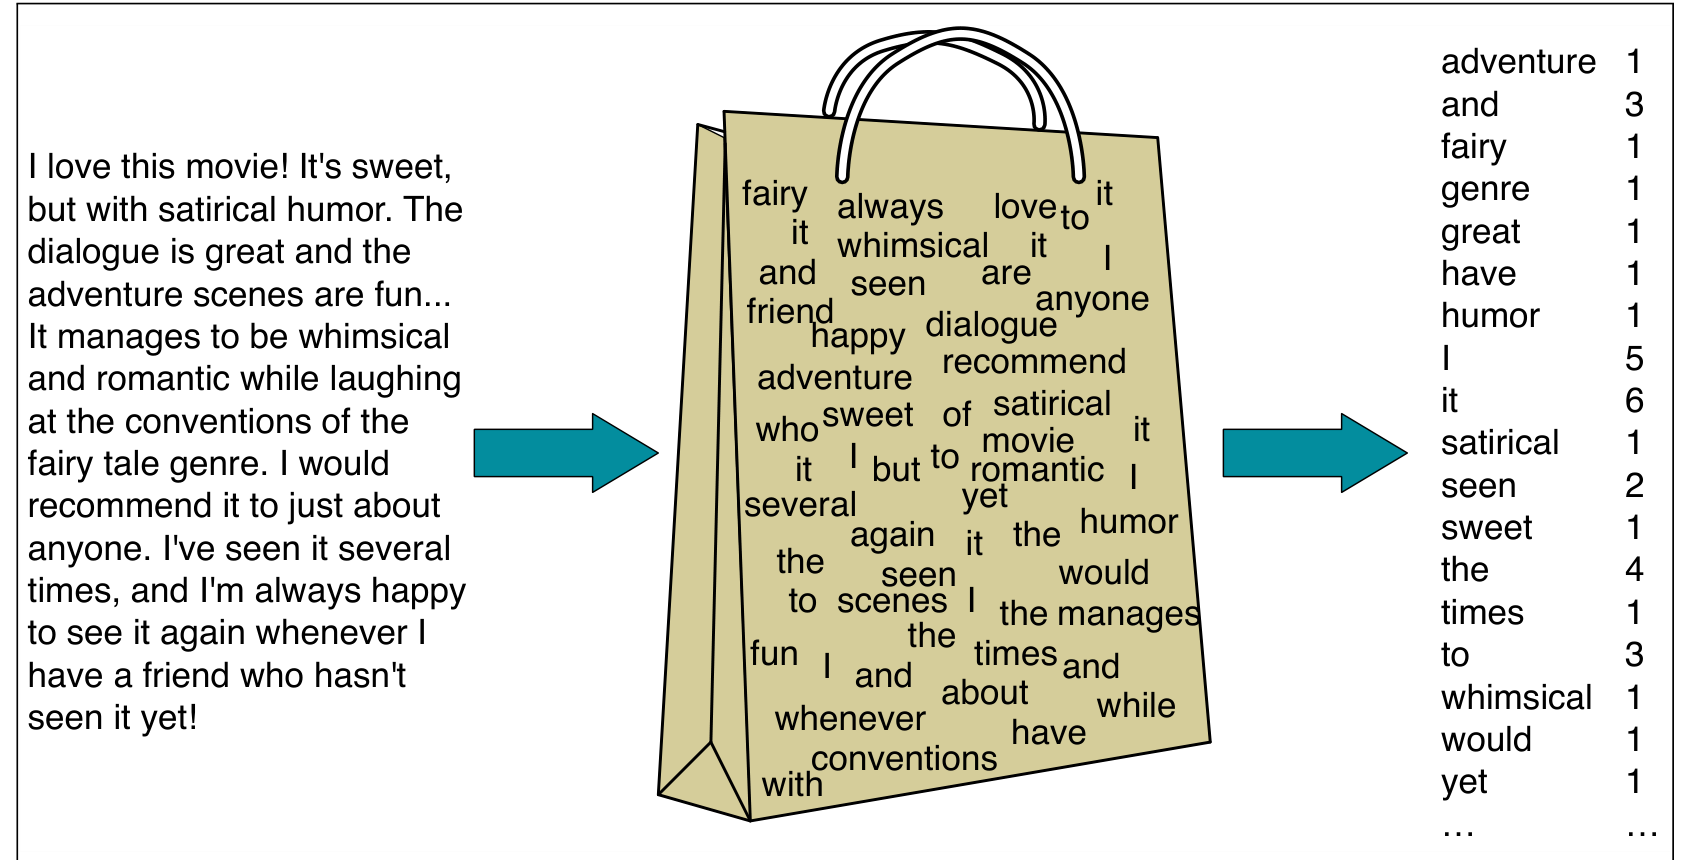 I love this movie! It's sweet,
but with satirical humor. The
dialogue is great and the
adventure scenes are fun...
It manages to be whimsical
and romantic while laughing
at the conventions of the
fairy tale genre. I would
recommend it to just about
anyone. I've seen it several
times, and I'm always happy
to see it again whenever I
have a friend who hasn't
seen it yet!
fairy always love to it
it whimsical it I
and seen are anyone
friend happy dialogue
adventure recommend
who sweet of satirical
it I but to movie romantic it I
several yet
again it the humor
the seen would
to scenes I the manages
fun I and the times and
whenever about while
conventions have
with
adventure 1
and 3
fairy 1
genre 1
great 1
have 1
humor 1
I 5
it 6
satirical 1
seen 2
sweet 1
the 4
times 1
to 3
whimsical 1
would 1
yet 1
… …